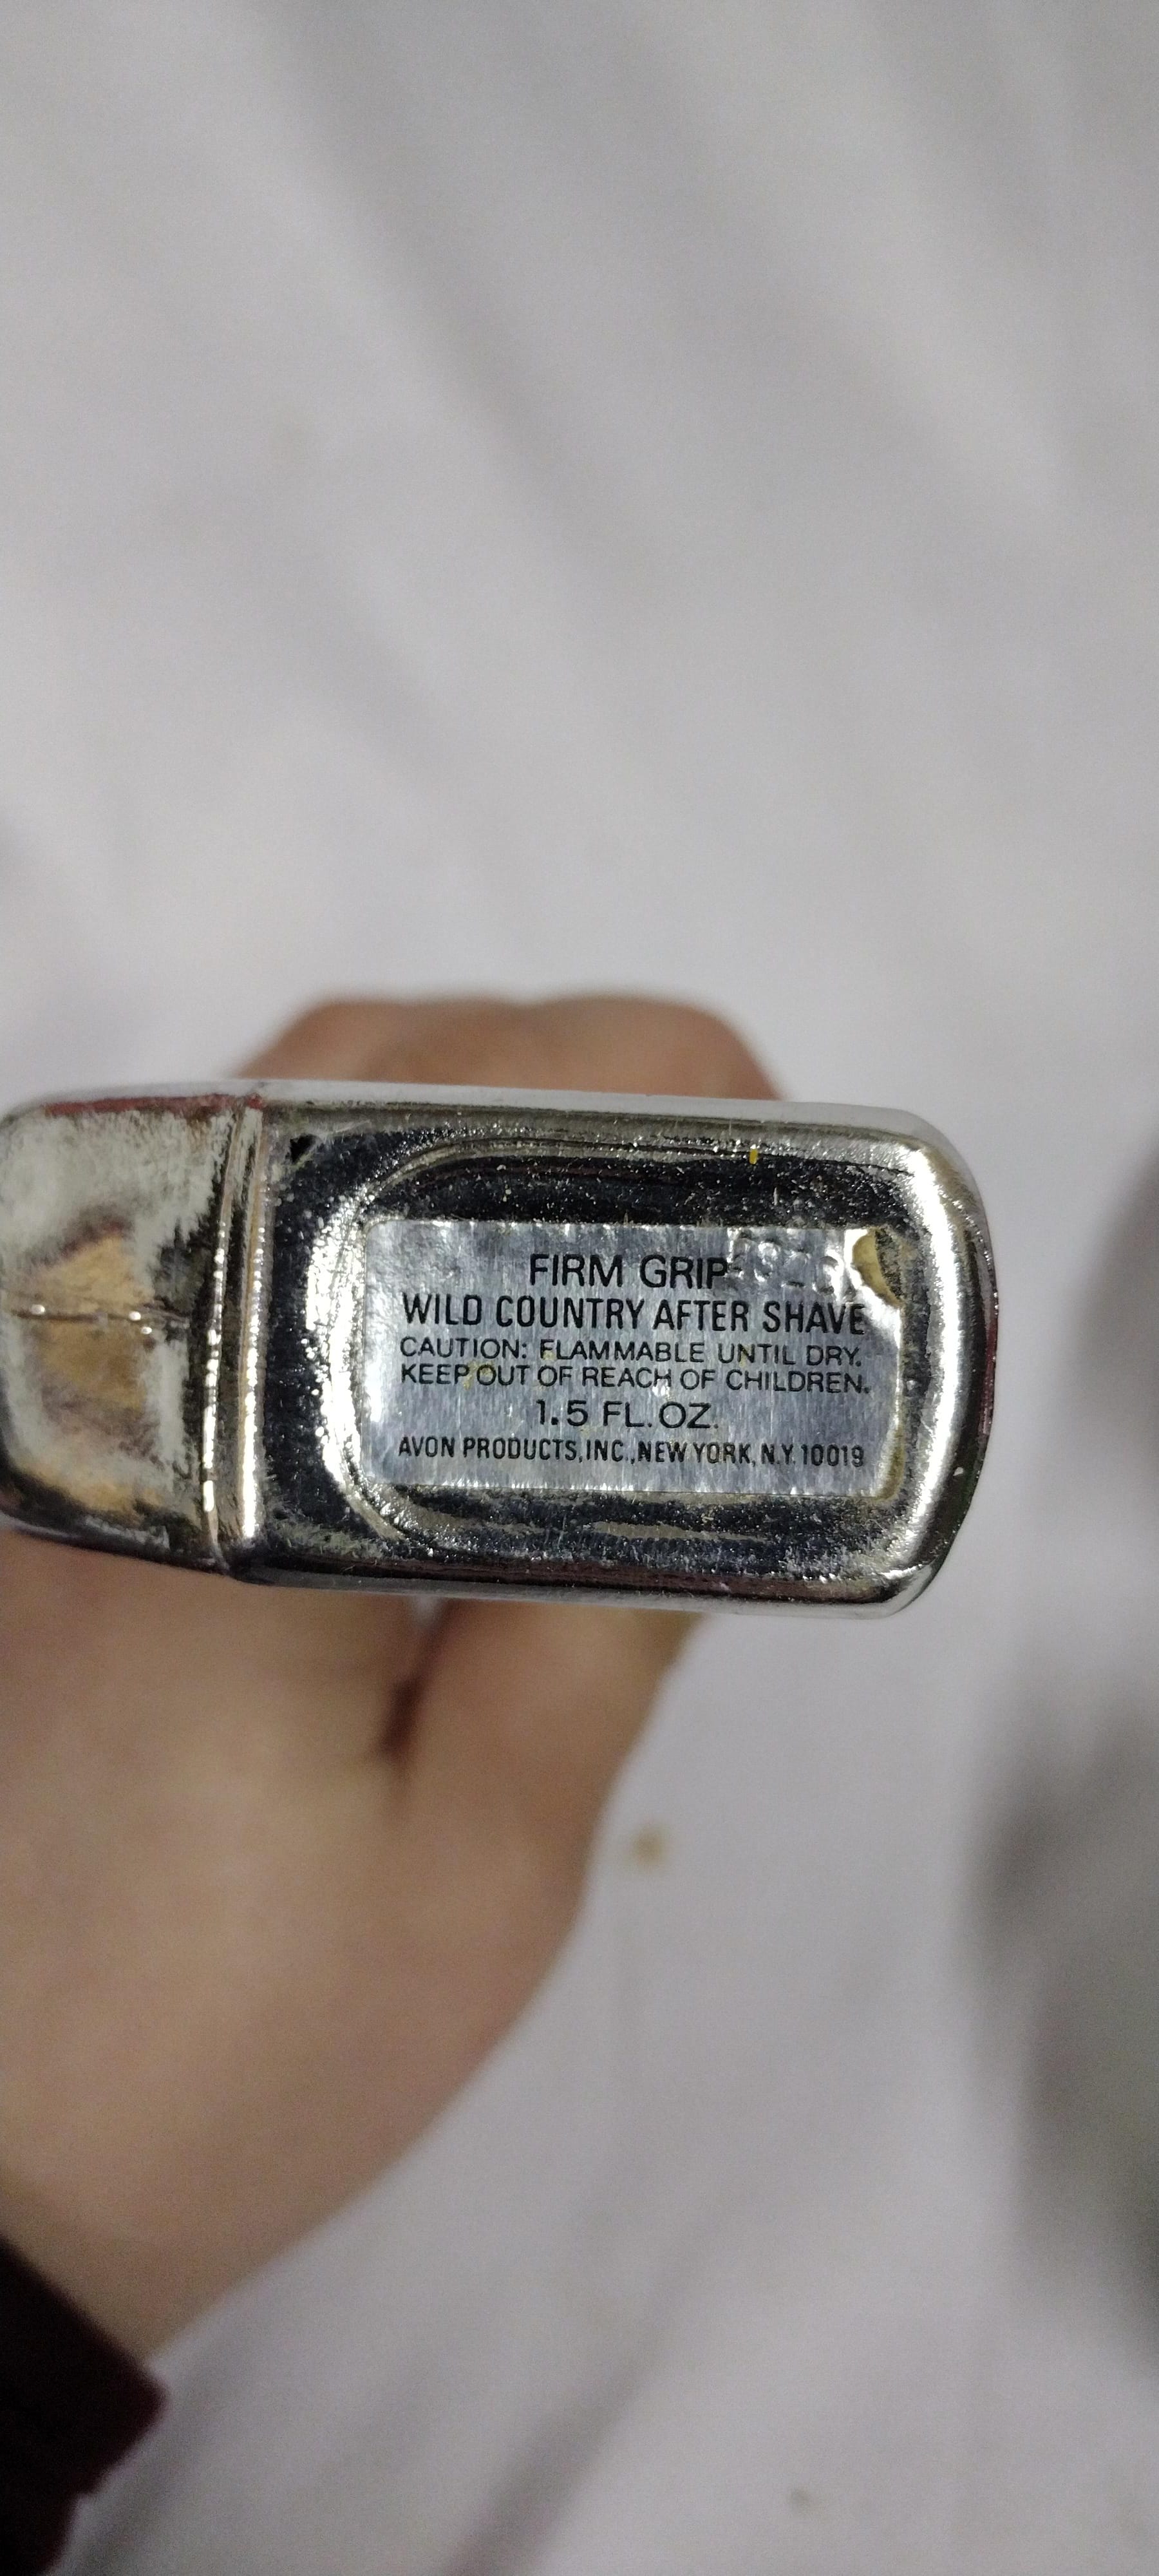 FIRM GRIP
WILD COUNTRY AFTER SHAVE
CAUTION: FLAMMABLE UNTIL DRY.
KEEP OUT OF REACH OF CHILDREN.
1.5 FL. OZ.
AVON PRODUCTS, INC., NEW YORK, N.Y. 10019